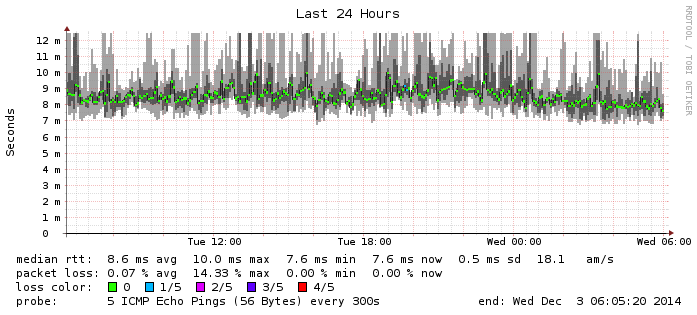 Last 24 Hours
RRDTOOL / TOBI OETIKER
Seconds
12 m
11 m
10 m
9 m
8 m
7 m
6 m
5 m
4 m
3 m
2 m
1 m
0
Tue 12:00 Tue 18:00 Wed 00:00 Wed 06:00
median rtt: 8.6 ms avg 10.0 ms max 7.6 ms min 7.6 ms now 0.5 ms sd 18.1 am/s
packet loss: 0.07 % avg 14.33 % max 0.00 % min 0.00 % now
loss color: 0 1/5 2/5 3/5 4/5
probe: 5 ICMP Echo Pings (56 Bytes) every 300s end: Wed Dec 3 06:05:20 2014